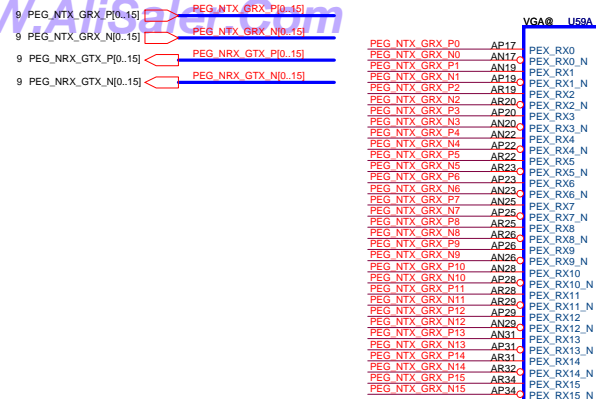 W.AliSaler.com
9 PEG_NTX_GRX_P[0..15] PEG_NTX_GRX_P[0..15]
9 PEG_NTX_GRX_N[0..15] PEG_NTX_GRX_N[0..15]
9 PEG_NRX_GTX_P[0..15] PEG_NRX_GTX_P[0..15]
9 PEG_NRX_GTX_N[0..15] PEG_NRX_GTX_N[0..15]
VGA@ U59A
PEG_NTX_GRX_P0 AP17 PEX_RX0
PEG_NTX_GRX_N0 AN17 PEX_RX0_N
PEG_NTX_GRX_P1 AN19 PEX_RX1
PEG_NTX_GRX_N1 AP19 PEX_RX1_N
PEG_NTX_GRX_P2 AR19 PEX_RX2
PEG_NTX_GRX_N2 AR20 PEX_RX2_N
PEG_NTX_GRX_P3 AP20 PEX_RX3
PEG_NTX_GRX_N3 AN20 PEX_RX3_N
PEG_NTX_GRX_P4 AN22 PEX_RX4
PEG_NTX_GRX_N4 AP22 PEX_RX4_N
PEG_NTX_GRX_P5 AR22 PEX_RX5
PEG_NTX_GRX_N5 AR23 PEX_RX5_N
PEG_NTX_GRX_P6 AP23 PEX_RX6
PEG_NTX_GRX_N6 AN23 PEX_RX6_N
PEG_NTX_GRX_P7 AN25 PEX_RX7
PEG_NTX_GRX_N7 AP25 PEX_RX7_N
PEG_NTX_GRX_P8 AR25 PEX_RX8
PEG_NTX_GRX_N8 AR26 PEX_RX8_N
PEG_NTX_GRX_P9 AP26 PEX_RX9
PEG_NTX_GRX_N9 AN26 PEX_RX9_N
PEG_NTX_GRX_P10 AN28 PEX_RX10
PEG_NTX_GRX_N10 AP28 PEX_RX10_N
PEG_NTX_GRX_P11 AR28 PEX_RX11
PEG_NTX_GRX_N11 AR29 PEX_RX11_N
PEG_NTX_GRX_P12 AP29 PEX_RX12
PEG_NTX_GRX_N12 AN29 PEX_RX12_N
PEG_NTX_GRX_P13 AN31 PEX_RX13
PEG_NTX_GRX_N13 AP31 PEX_RX13_N
PEG_NTX_GRX_P14 AR31 PEX_RX14
PEG_NTX_GRX_N14 AR32 PEX_RX14_N
PEG_NTX_GRX_P15 AR34 PEX_RX15
PEG_NTX_GRX_N15 AP34 PEX_RX15_N